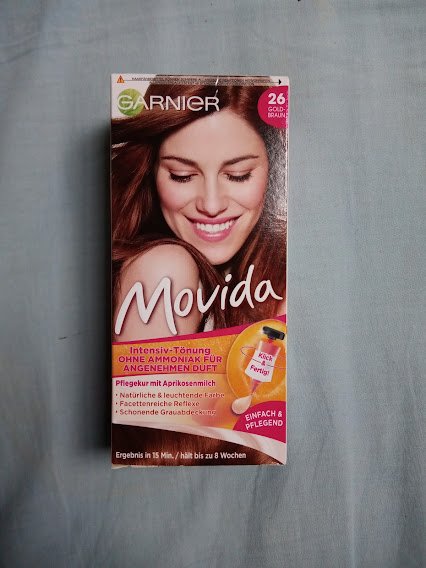 GARNIER
26
GOLD-
BRAUN
Movida
Intensiv-Tönung
OHNE AMMONIAK FÜR
ANGENEHMEN DUFT
Pflegekur mit Aprikosenmilch
• Natürliche & leuchtende Farbe
• Facettenreiche Reflexe
• Schonende Grauabdeckung
Klick
&
Fertig!
EINFACH &
PFLEGEND
Ergebnis in 15 Min. / hält bis zu 8 Wochen